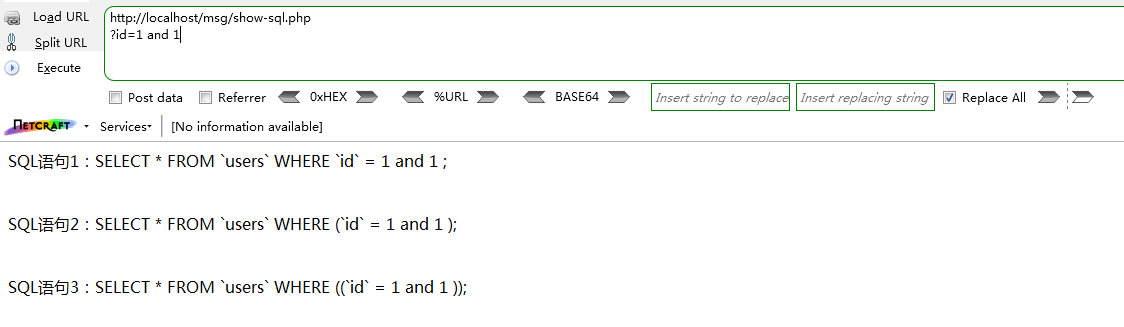 Load URL
http://localhost/msg/show-sql.php
Split URL
?id=1 and 1
Execute
Post data Referrer 0xHEX %URL BASE64 Insert string to replace Insert replacing string Replace All
NETCRAFT Services [No information available]
SQL语句1：SELECT * FROM `users` WHERE `id` = 1 and 1 ;
SQL语句2：SELECT * FROM `users` WHERE (`id` = 1 and 1 );
SQL语句3：SELECT * FROM `users` WHERE ((`id` = 1 and 1 ));